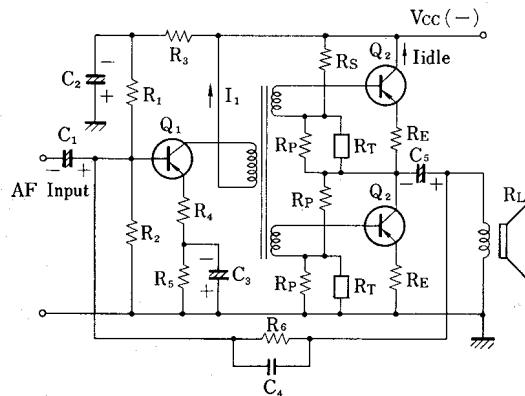 VCC (−)
R3
RS
Q2
Iidle
−
C2
+
R1
I1
Q1
C1
RP
RT
RE
C5
−
+
−
+
AF Input
R4
RP
Q2
RL
R2
R5
−
+
C3
RP
RT
RE
R6
C4